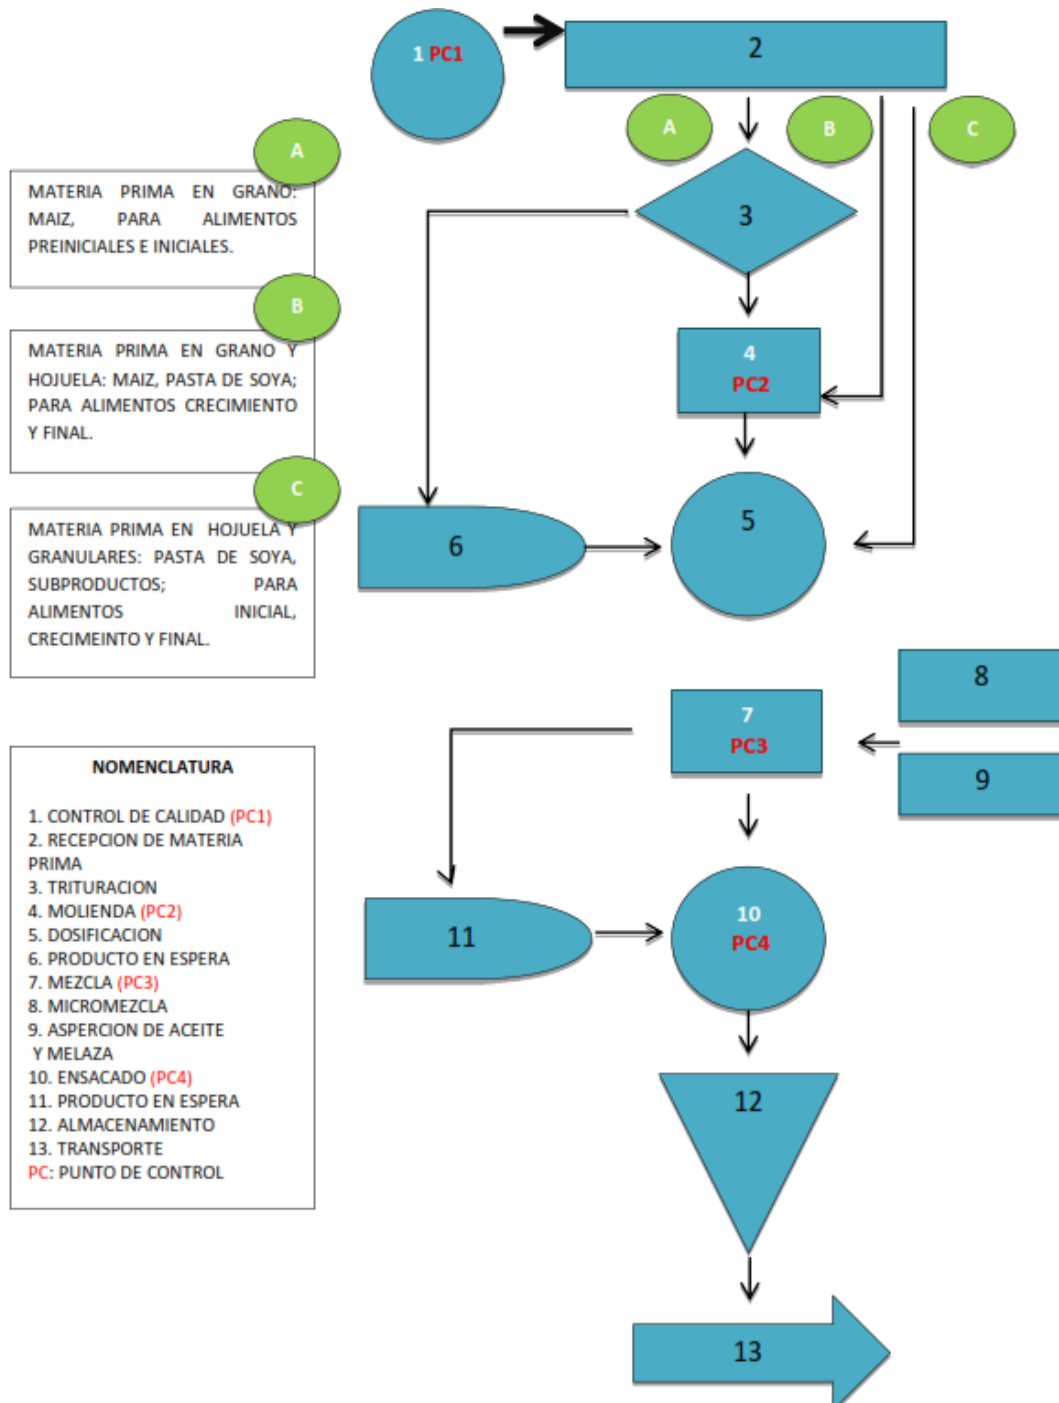 1 PC1
2
A
B
C
3
4
PC2
5
6
A
MATERIA PRIMA EN GRANO:
MAIZ, PARA ALIMENTOS
PREINICIALES E INICIALES.
B
MATERIA PRIMA EN GRANO Y
HOJUELA: MAIZ, PASTA DE SOYA;
PARA ALIMENTOS CRECIMIENTO
Y FINAL.
C
MATERIA PRIMA EN HOJUELA Y
GRANULARES: PASTA DE SOYA,
SUBPRODUCTOS; PARA
ALIMENTOS INICIAL,
CRECIMEINTO Y FINAL.
7
PC3
8
9
10
PC4
11
12
13
NOMENCLATURA
1. CONTROL DE CALIDAD (PC1)
2. RECEPCION DE MATERIA
PRIMA
3. TRITURACION
4. MOLIENDA (PC2)
5. DOSIFICACION
6. PRODUCTO EN ESPERA
7. MEZCLA (PC3)
8. MICROMEZCLA
9. ASPERCION DE ACEITE
Y MELAZA
10. ENSACADO (PC4)
11. PRODUCTO EN ESPERA
12. ALMACENAMIENTO
13. TRANSPORTE
PC: PUNTO DE CONTROL